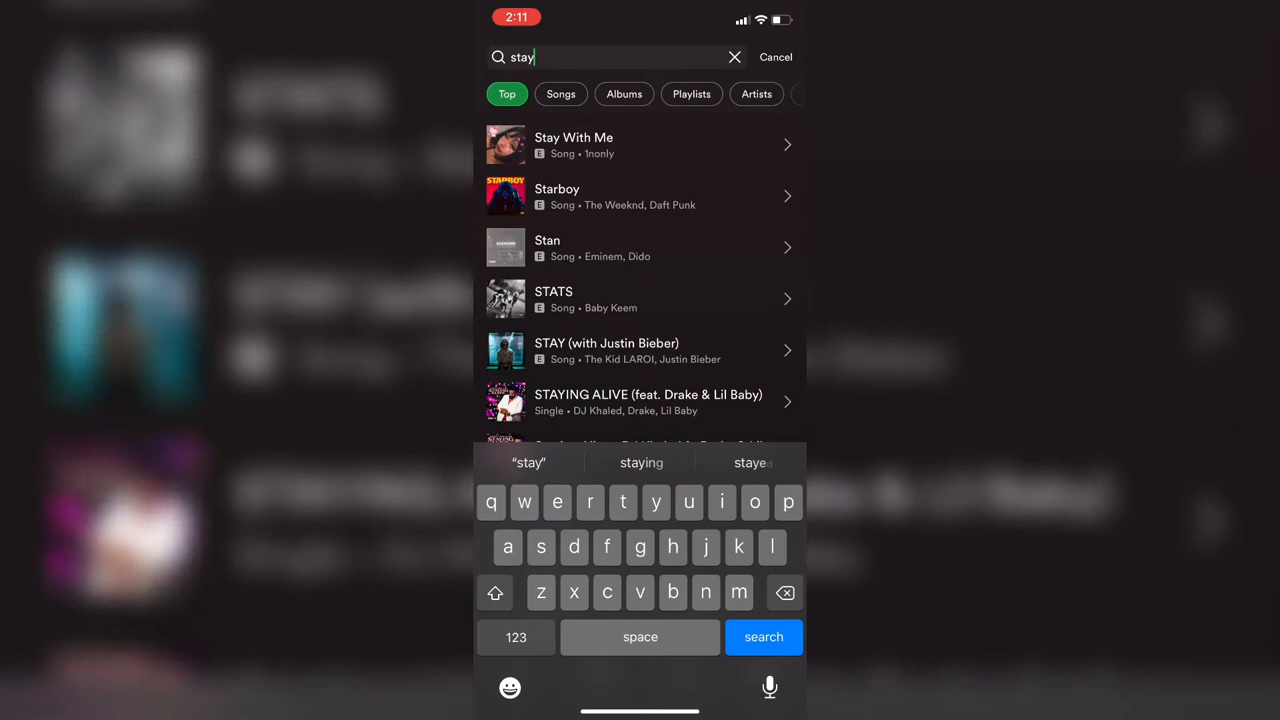 2:11
stay
Cancel
Top
Songs
Albums
Playlists
Artists
Stay With Me
E Song • 1nonly
STARBOY
Starboy
E Song • The Weeknd, Daft Punk
Stan
E Song • Eminem, Dido
STATS
E Song • Baby Keem
STAY (with Justin Bieber)
E Song • The Kid LAROI, Justin Bieber
STAYING ALIVE (feat. Drake & Lil Baby)
Single • DJ Khaled, Drake, Lil Baby
“stay”
staying
staye
q w e r t y u i o p
a s d f g h j k l
z x c v b n m
123
space
search